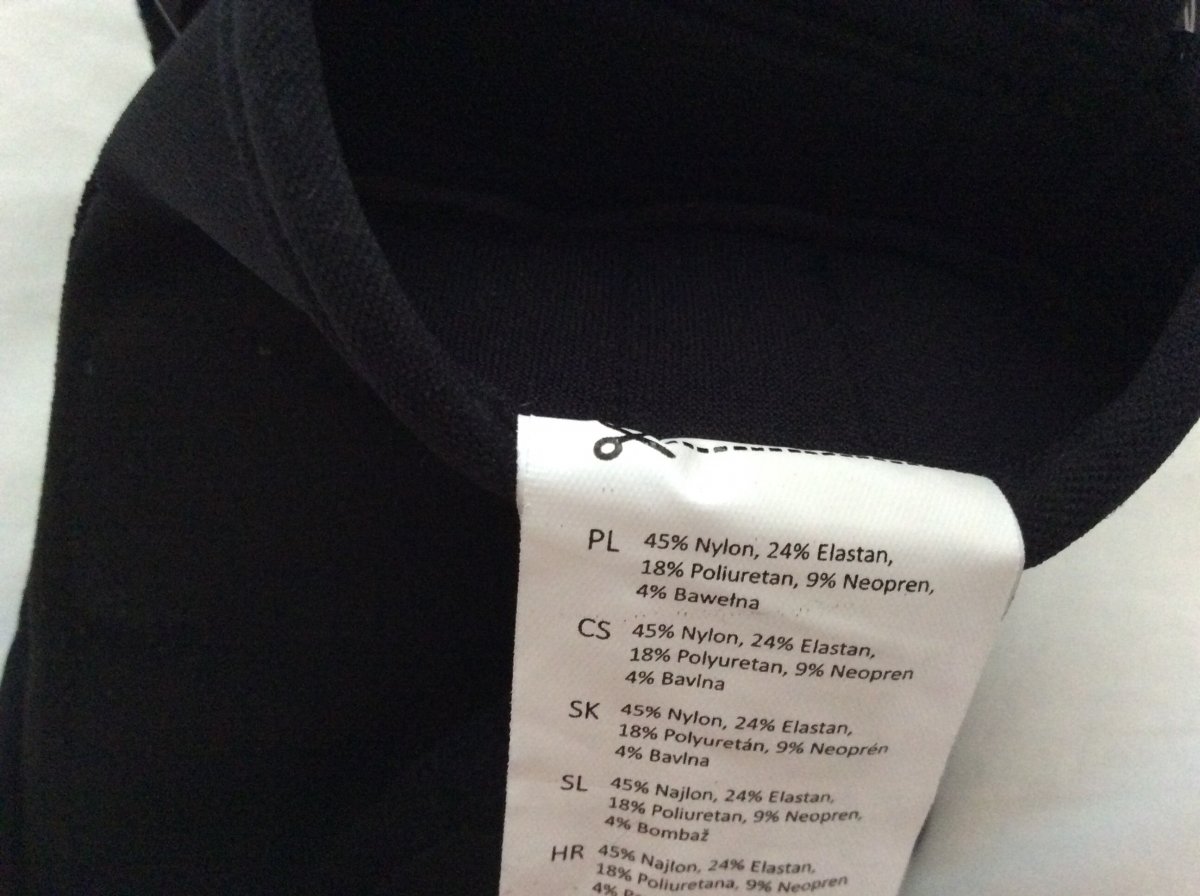 PL 45% Nylon, 24% Elastan,
18% Poliuretan, 9% Neopren,
4% Bawełna
CS 45% Nylon, 24% Elastan,
18% Polyuretan, 9% Neopren
4% Bavlna
SK 45% Nylon, 24% Elastan,
18% Polyuretán, 9% Neoprén
4% Bavlna
SL 45% Najlon, 24% Elastan,
18% Poliuretan, 9% Neopren,
4% Bombaž
HR 45% Najlon, 24% Elastan,
18% Poliuretana, 9% Neopren
4%